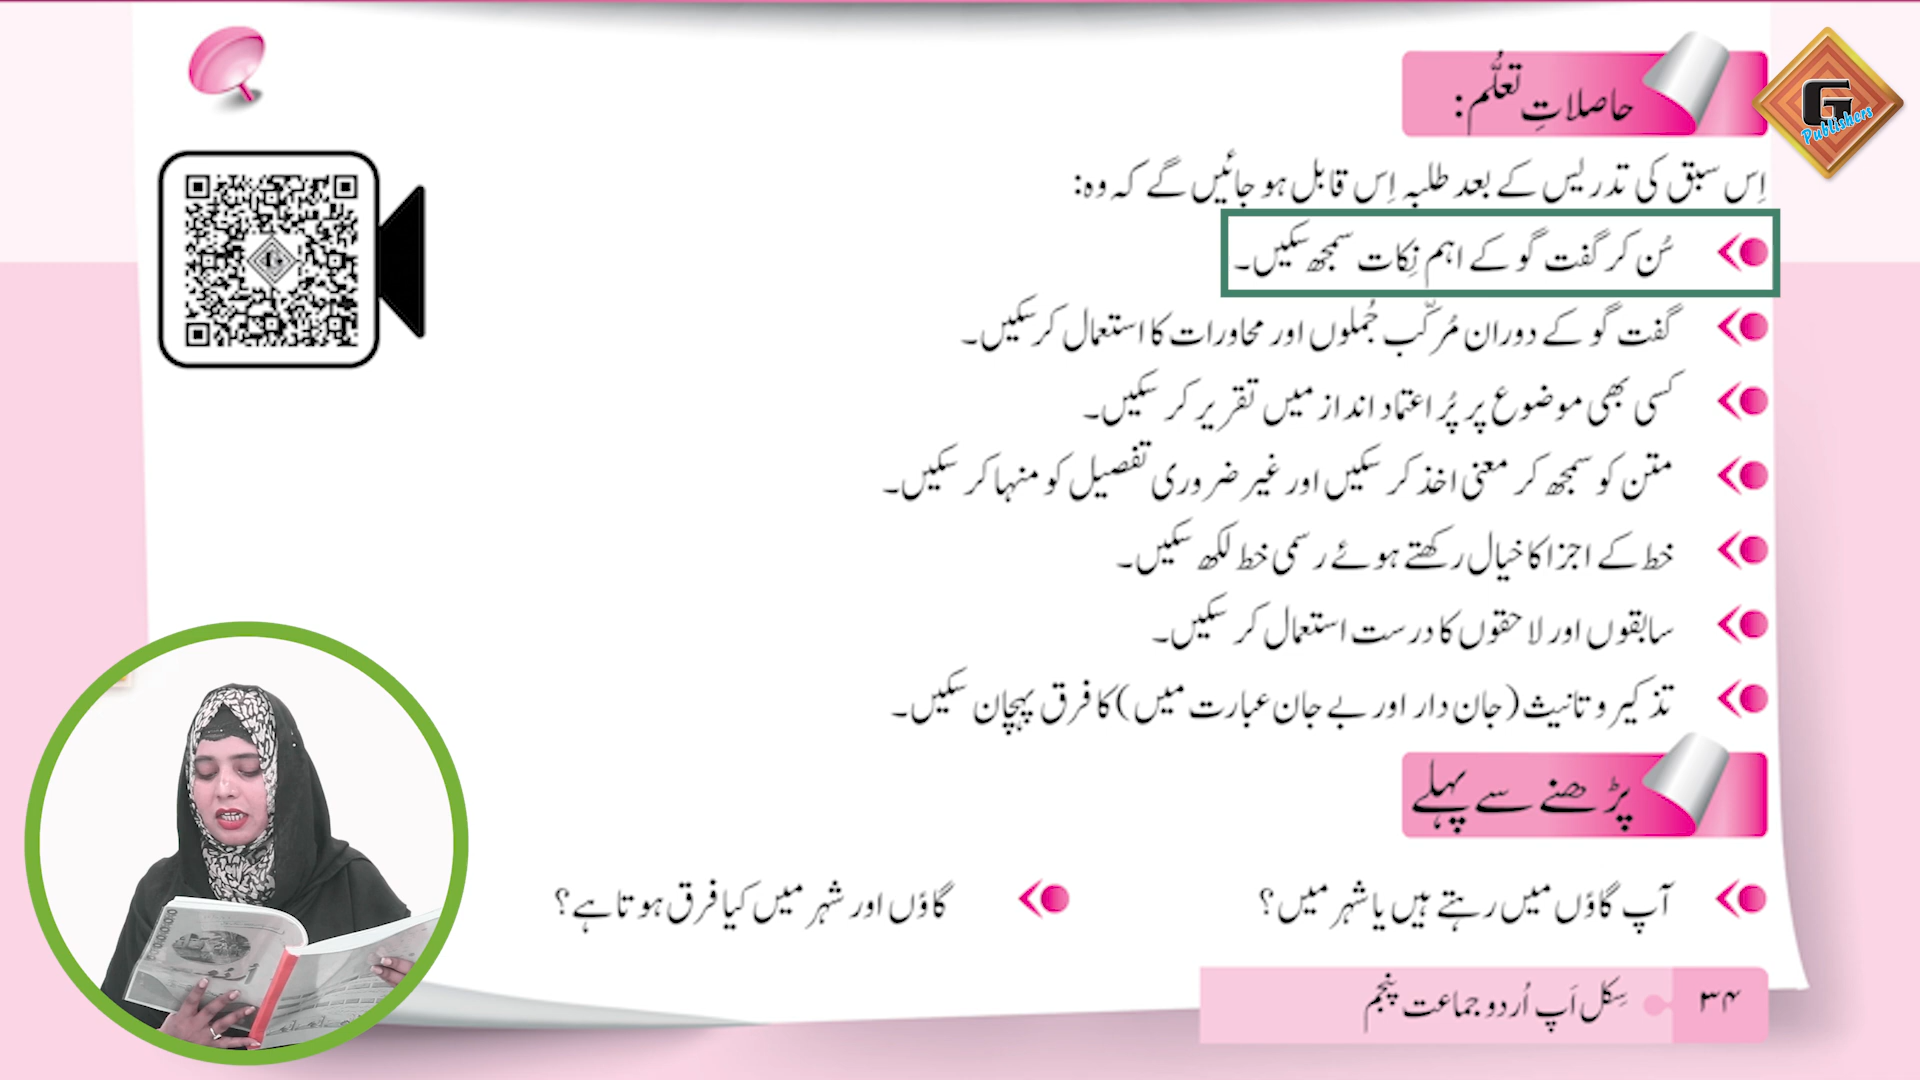 حاصلاتِ تعلُّم:
G
Publishers
اِس سبق کی تدریس کے بعد طلبہ اِس قابل ہو جائیں گے کہ وہ:
سُن کر گفت گو کے اہم نِکات سمجھ سکیں۔
گفت گو کے دوران مُرکّب جُملوں اور محاورات کا استعمال کرسکیں۔
کسی بھی موضوع پر پُر اعتماد انداز میں تقریر کر سکیں۔
متن کو سمجھ کر معنی اخذ کر سکیں اور غیر ضروری تفصیل کو منہا کر سکیں۔
خط کے اجزا کا خیال رکھتے ہوئے رسمی خط لکھ سکیں۔
سابقوں اور لاحقوں کا درست استعمال کر سکیں۔
تذکیر و تانیث (جان دار اور بے جان عبارت میں) کا فرق پہچان سکیں۔
پڑھنے سے پہلے
آپ گاؤں میں رہتے ہیں یا شہر میں؟
گاؤں اور شہر میں کیا فرق ہوتا ہے؟
۳۴ سِکل اَپ اُردو جماعت پنجم